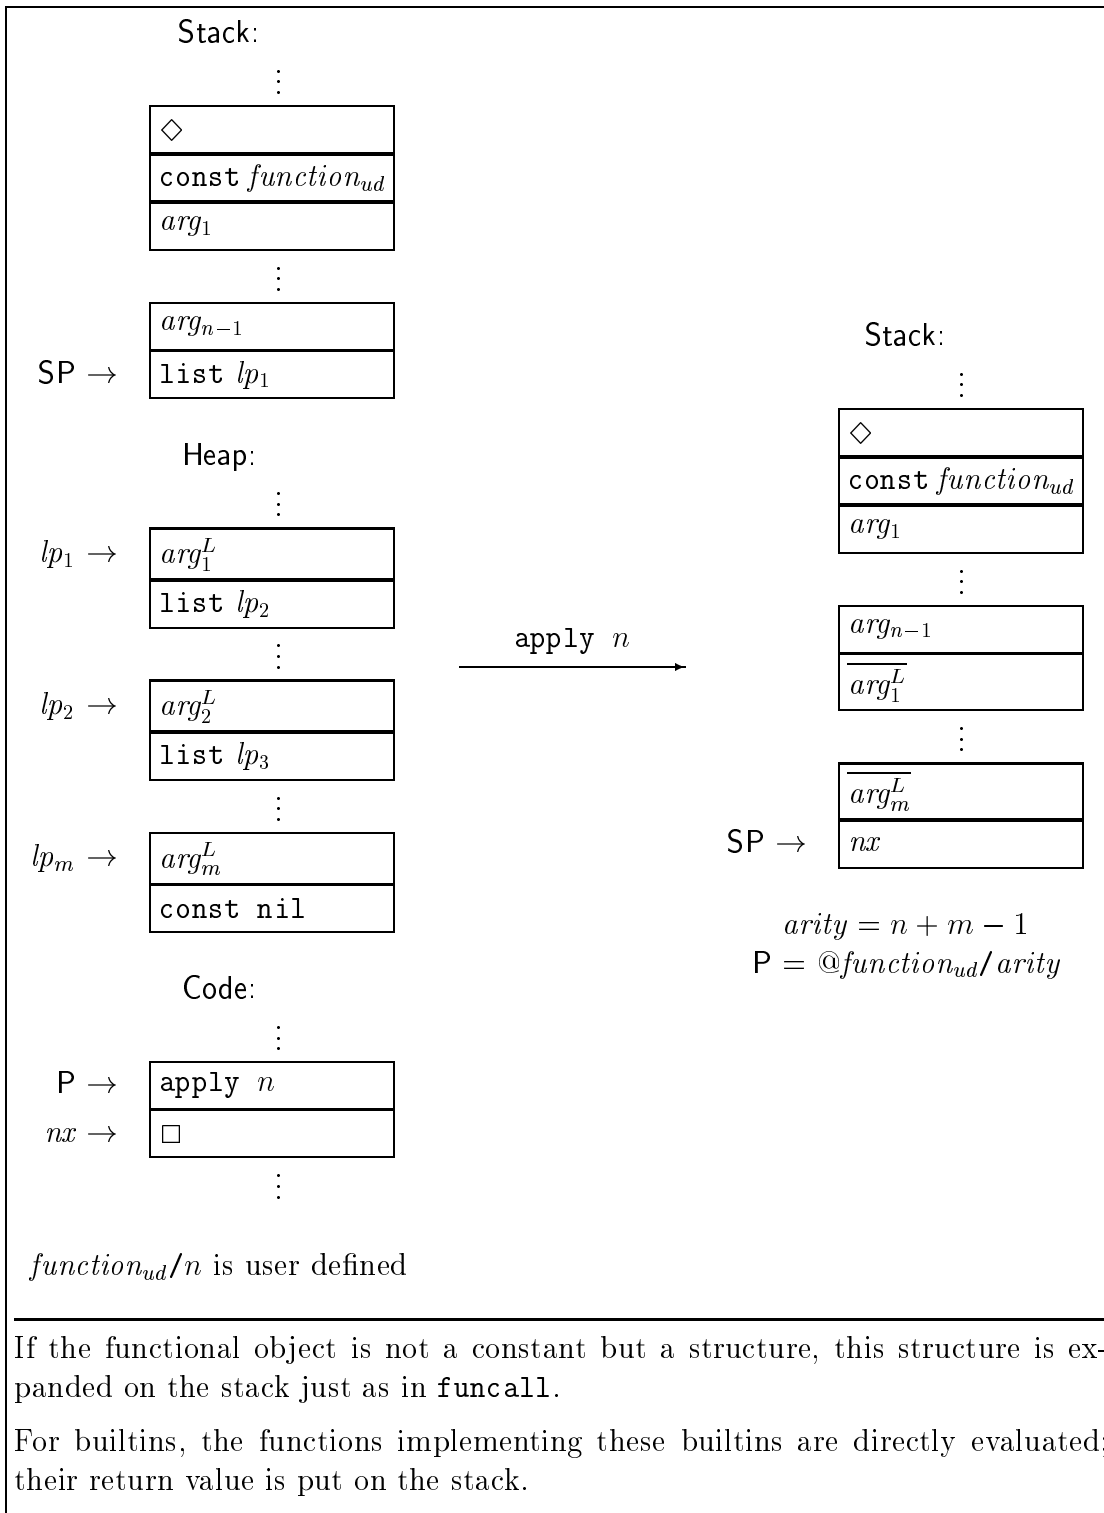 Stack:
⋮
◇
const function_ud
arg_1
⋮
arg_{n−1}
SP → list lp_1
Heap:
⋮
lp_1 → arg_1^L
list lp_2
⋮
lp_2 → arg_2^L
list lp_3
⋮
lp_m → arg_m^L
const nil
Code:
⋮
P → apply n
nx → □
⋮
function_ud/n is user defined
apply n
Stack:
⋮
◇
const function_ud
arg_1
⋮
arg_{n−1}
\overline{arg_1^L}
⋮
\overline{arg_m^L}
SP → nx
arity = n + m − 1
P = @function_ud/arity
If the functional object is not a constant but a structure, this structure is ex-
panded on the stack just as in funcall.
For builtins, the functions implementing these builtins are directly evaluated;
their return value is put on the stack.